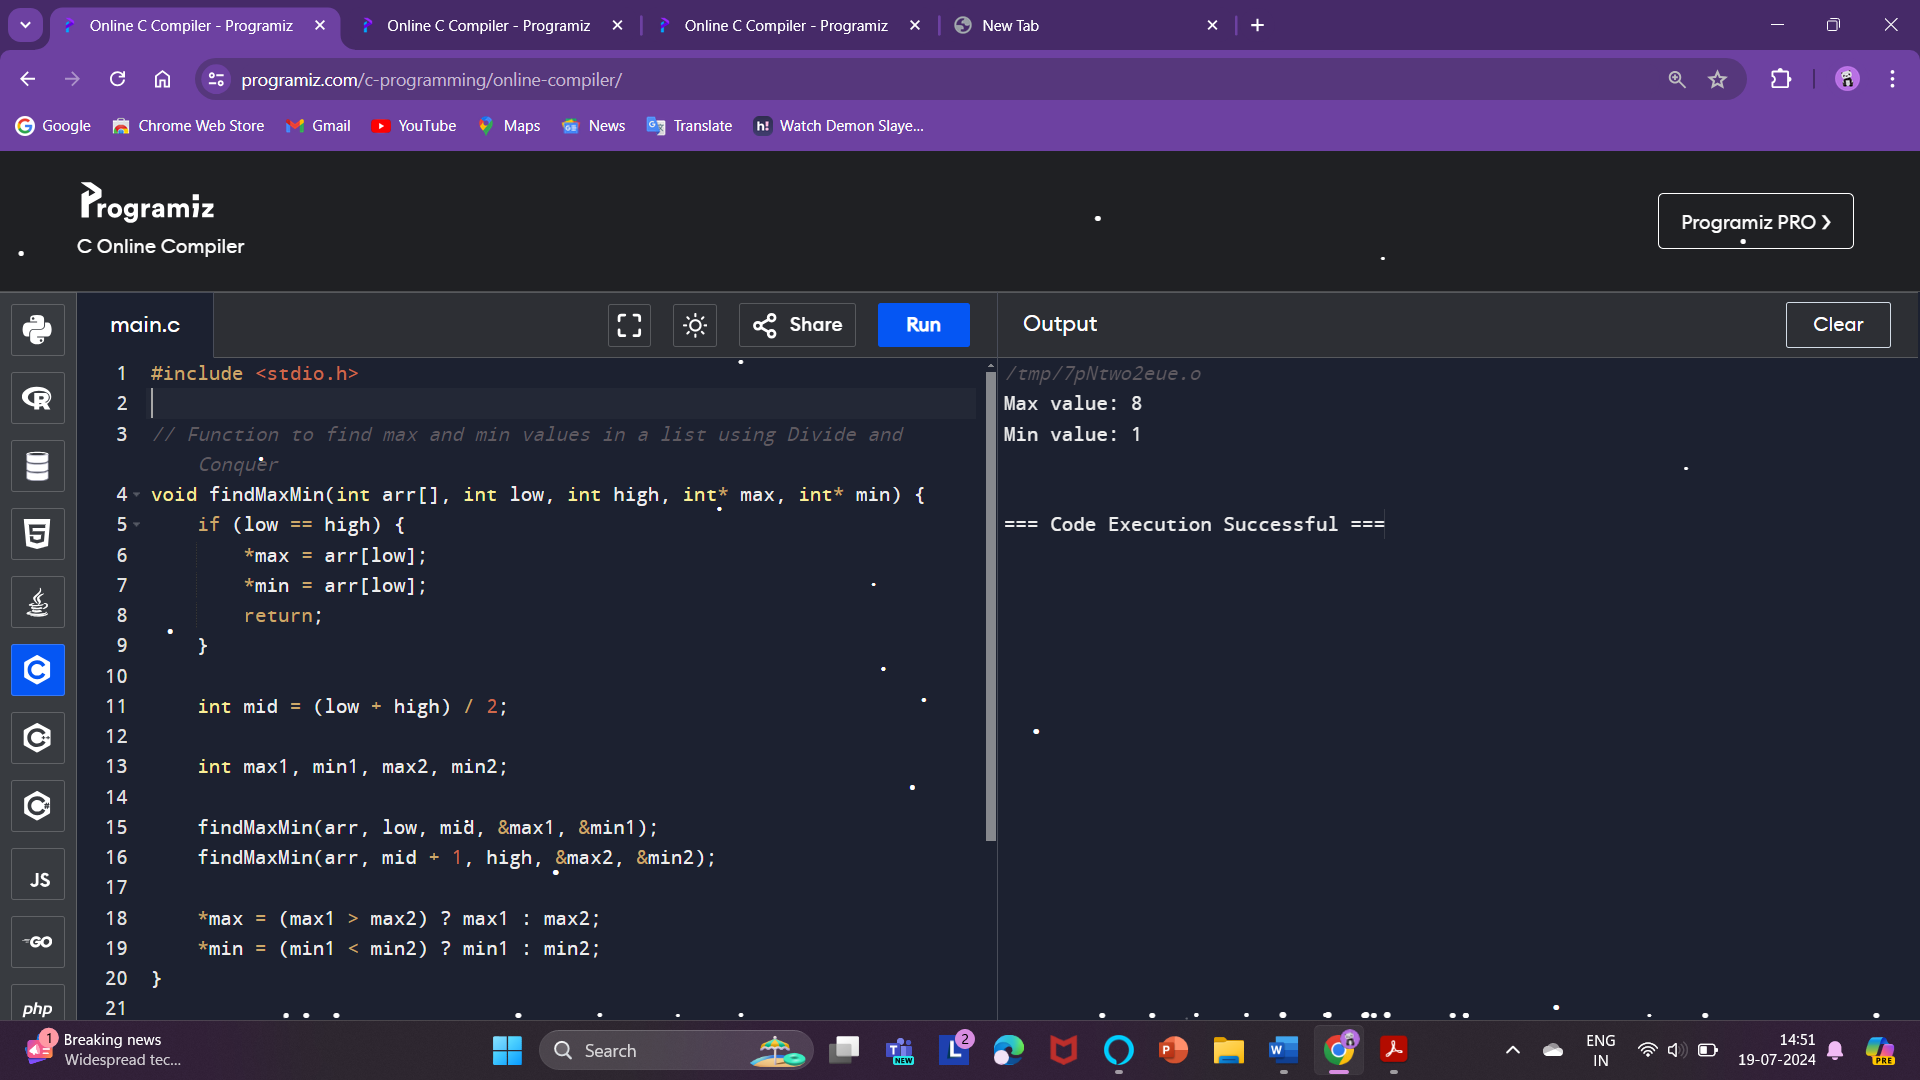 Online C Compiler - Programiz
Online C Compiler - Programiz
Online C Compiler - Programiz
New Tab
programiz.com/c-programming/online-compiler/
Google
Chrome Web Store
Gmail
YouTube
Maps
News
Translate
h!
Watch Demon Slaye...
Programiz
C Online Compiler
Programiz PRO ❯
main.c
Share
Run
Output
Clear
1 #include <stdio.h>
2
3 // Function to find max and min values in a list using Divide and
Conquer
4 void findMaxMin(int arr[], int low, int high, int* max, int* min) {
5 if (low == high) {
6 *max = arr[low];
7 *min = arr[low];
8 return;
9 }
10
11 int mid = (low + high) / 2;
12
13 int max1, min1, max2, min2;
14
15 findMaxMin(arr, low, mid, &max1, &min1);
16 findMaxMin(arr, mid + 1, high, &max2, &min2);
17
18 *max = (max1 > max2) ? max1 : max2;
19 *min = (min1 < min2) ? min1 : min2;
20 }
21
/tmp/7pNtwo2eue.o
Max value: 8
Min value: 1
=== Code Execution Successful ===
R
5
C
C
C
JS
GO
php
1
Breaking news
Widespread tec...
Search
NEW
L
2
P
W
ENG
IN
14:51
19-07-2024
PRE